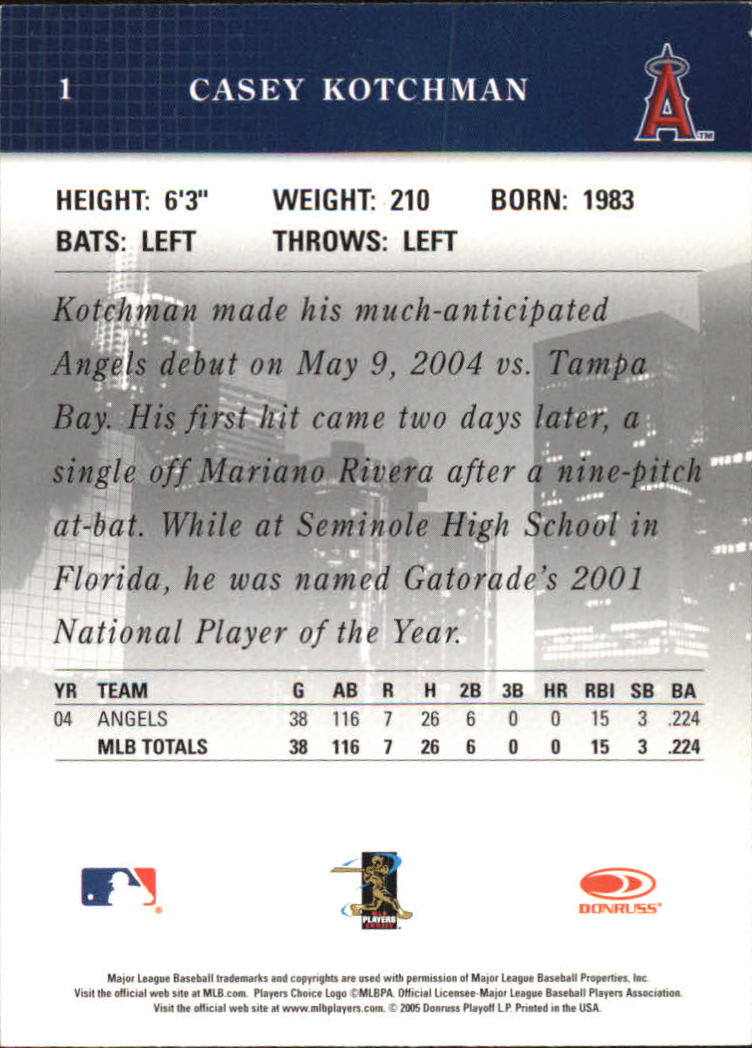 1 CASEY KOTCHMAN A TM
HEIGHT: 6'3" WEIGHT: 210 BORN: 1983
BATS: LEFT THROWS: LEFT
Kotchman made his much-anticipated
Angels debut on May 9, 2004 vs. Tampa
Bay. His first hit came two days later, a
single off Mariano Rivera after a nine-pitch
at-bat. While at Seminole High School in
Florida, he was named Gatorade's 2001
National Player of the Year.
YR TEAM G AB R H 2B 3B HR RBI SB BA
04 ANGELS 38 116 7 26 6 0 0 15 3 .224
MLB TOTALS 38 116 7 26 6 0 0 15 3 .224
MLB
PLAYERS
CHOICE
DONRUSS
Major League Baseball trademarks and copyrights are used with permission of Major League Baseball Properties, Inc.
Visit the official web site at MLB.com. Players Choice Logo ©MLBPA. Official Licensee-Major League Baseball Players Association.
Visit the official web site at www.mlbplayers.com. © 2005 Donruss Playoff L.P. Printed in the USA.